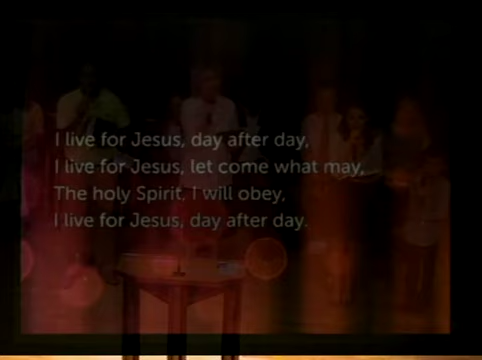 I live for Jesus, day after day,
I live for Jesus, let come what may,
The holy Spirit, I will obey,
I live for Jesus, day after day.